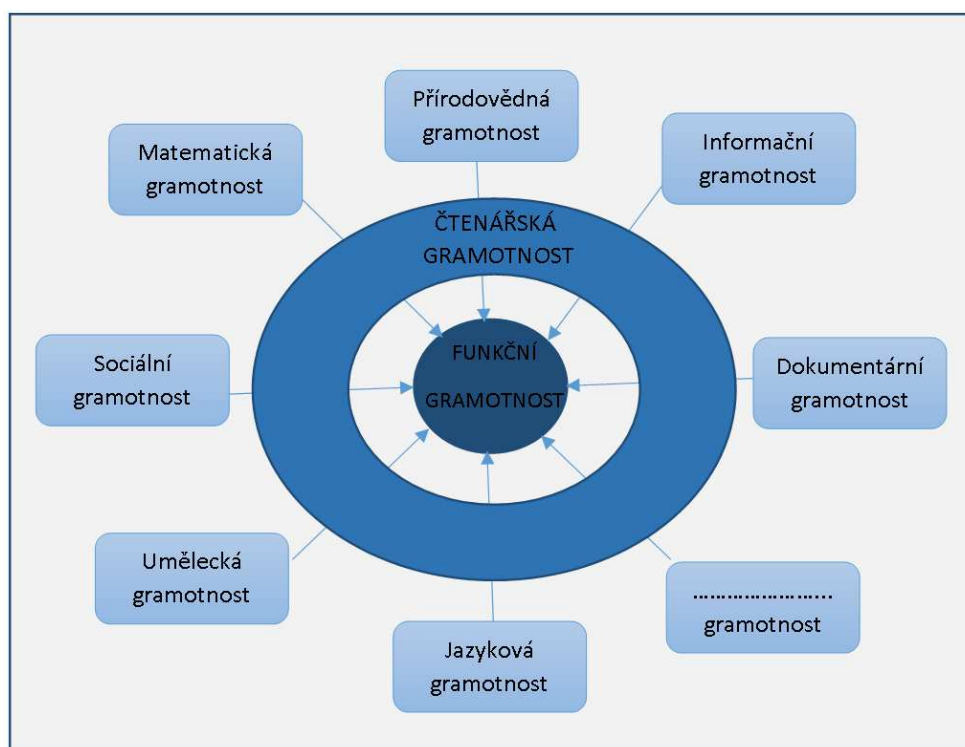 Přírodovědná
gramotnost
Matematická
gramotnost
Informační
gramotnost
ČTENÁŘSKÁ
GRAMOTNOST
Sociální
gramotnost
FUNKČNÍ
GRAMOTNOST
Dokumentární
gramotnost
Umělecká
gramotnost
……………………
gramotnost
Jazyková
gramotnost